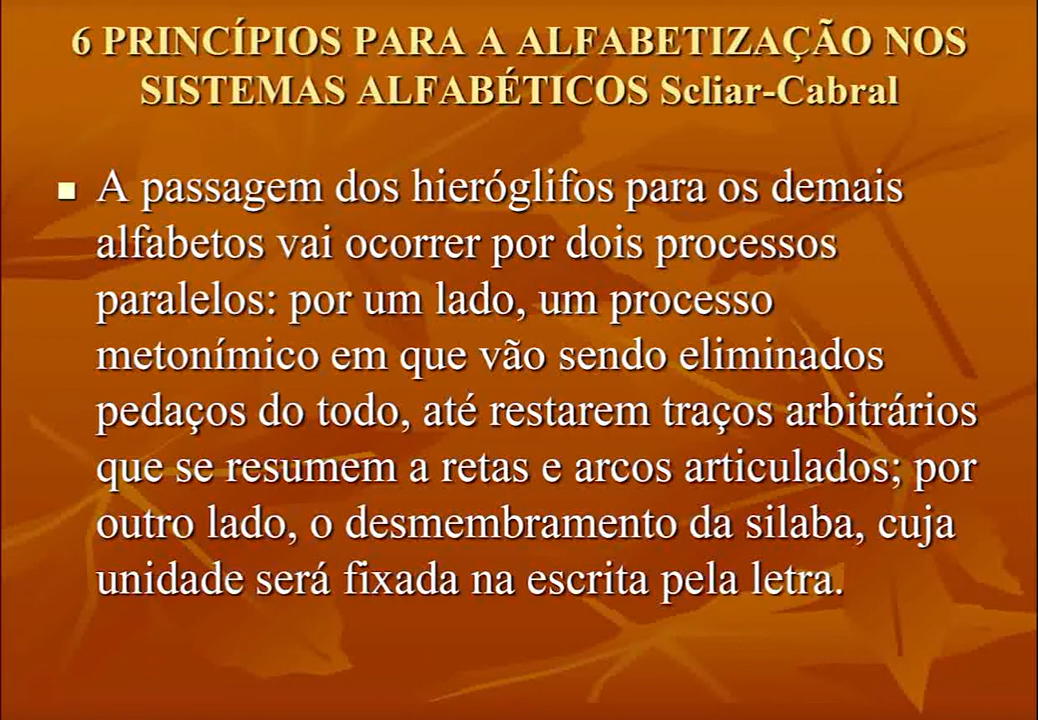 6 PRINCÍPIOS PARA A ALFABETIZAÇÃO NOS
SISTEMAS ALFABÉTICOS Scliar-Cabral
A passagem dos hieróglifos para os demais
alfabetos vai ocorrer por dois processos
paralelos: por um lado, um processo
metonímico em que vão sendo eliminados
pedaços do todo, até restarem traços arbitrários
que se resumem a retas e arcos articulados; por
outro lado, o desmembramento da silaba, cuja
unidade será fixada na escrita pela letra.